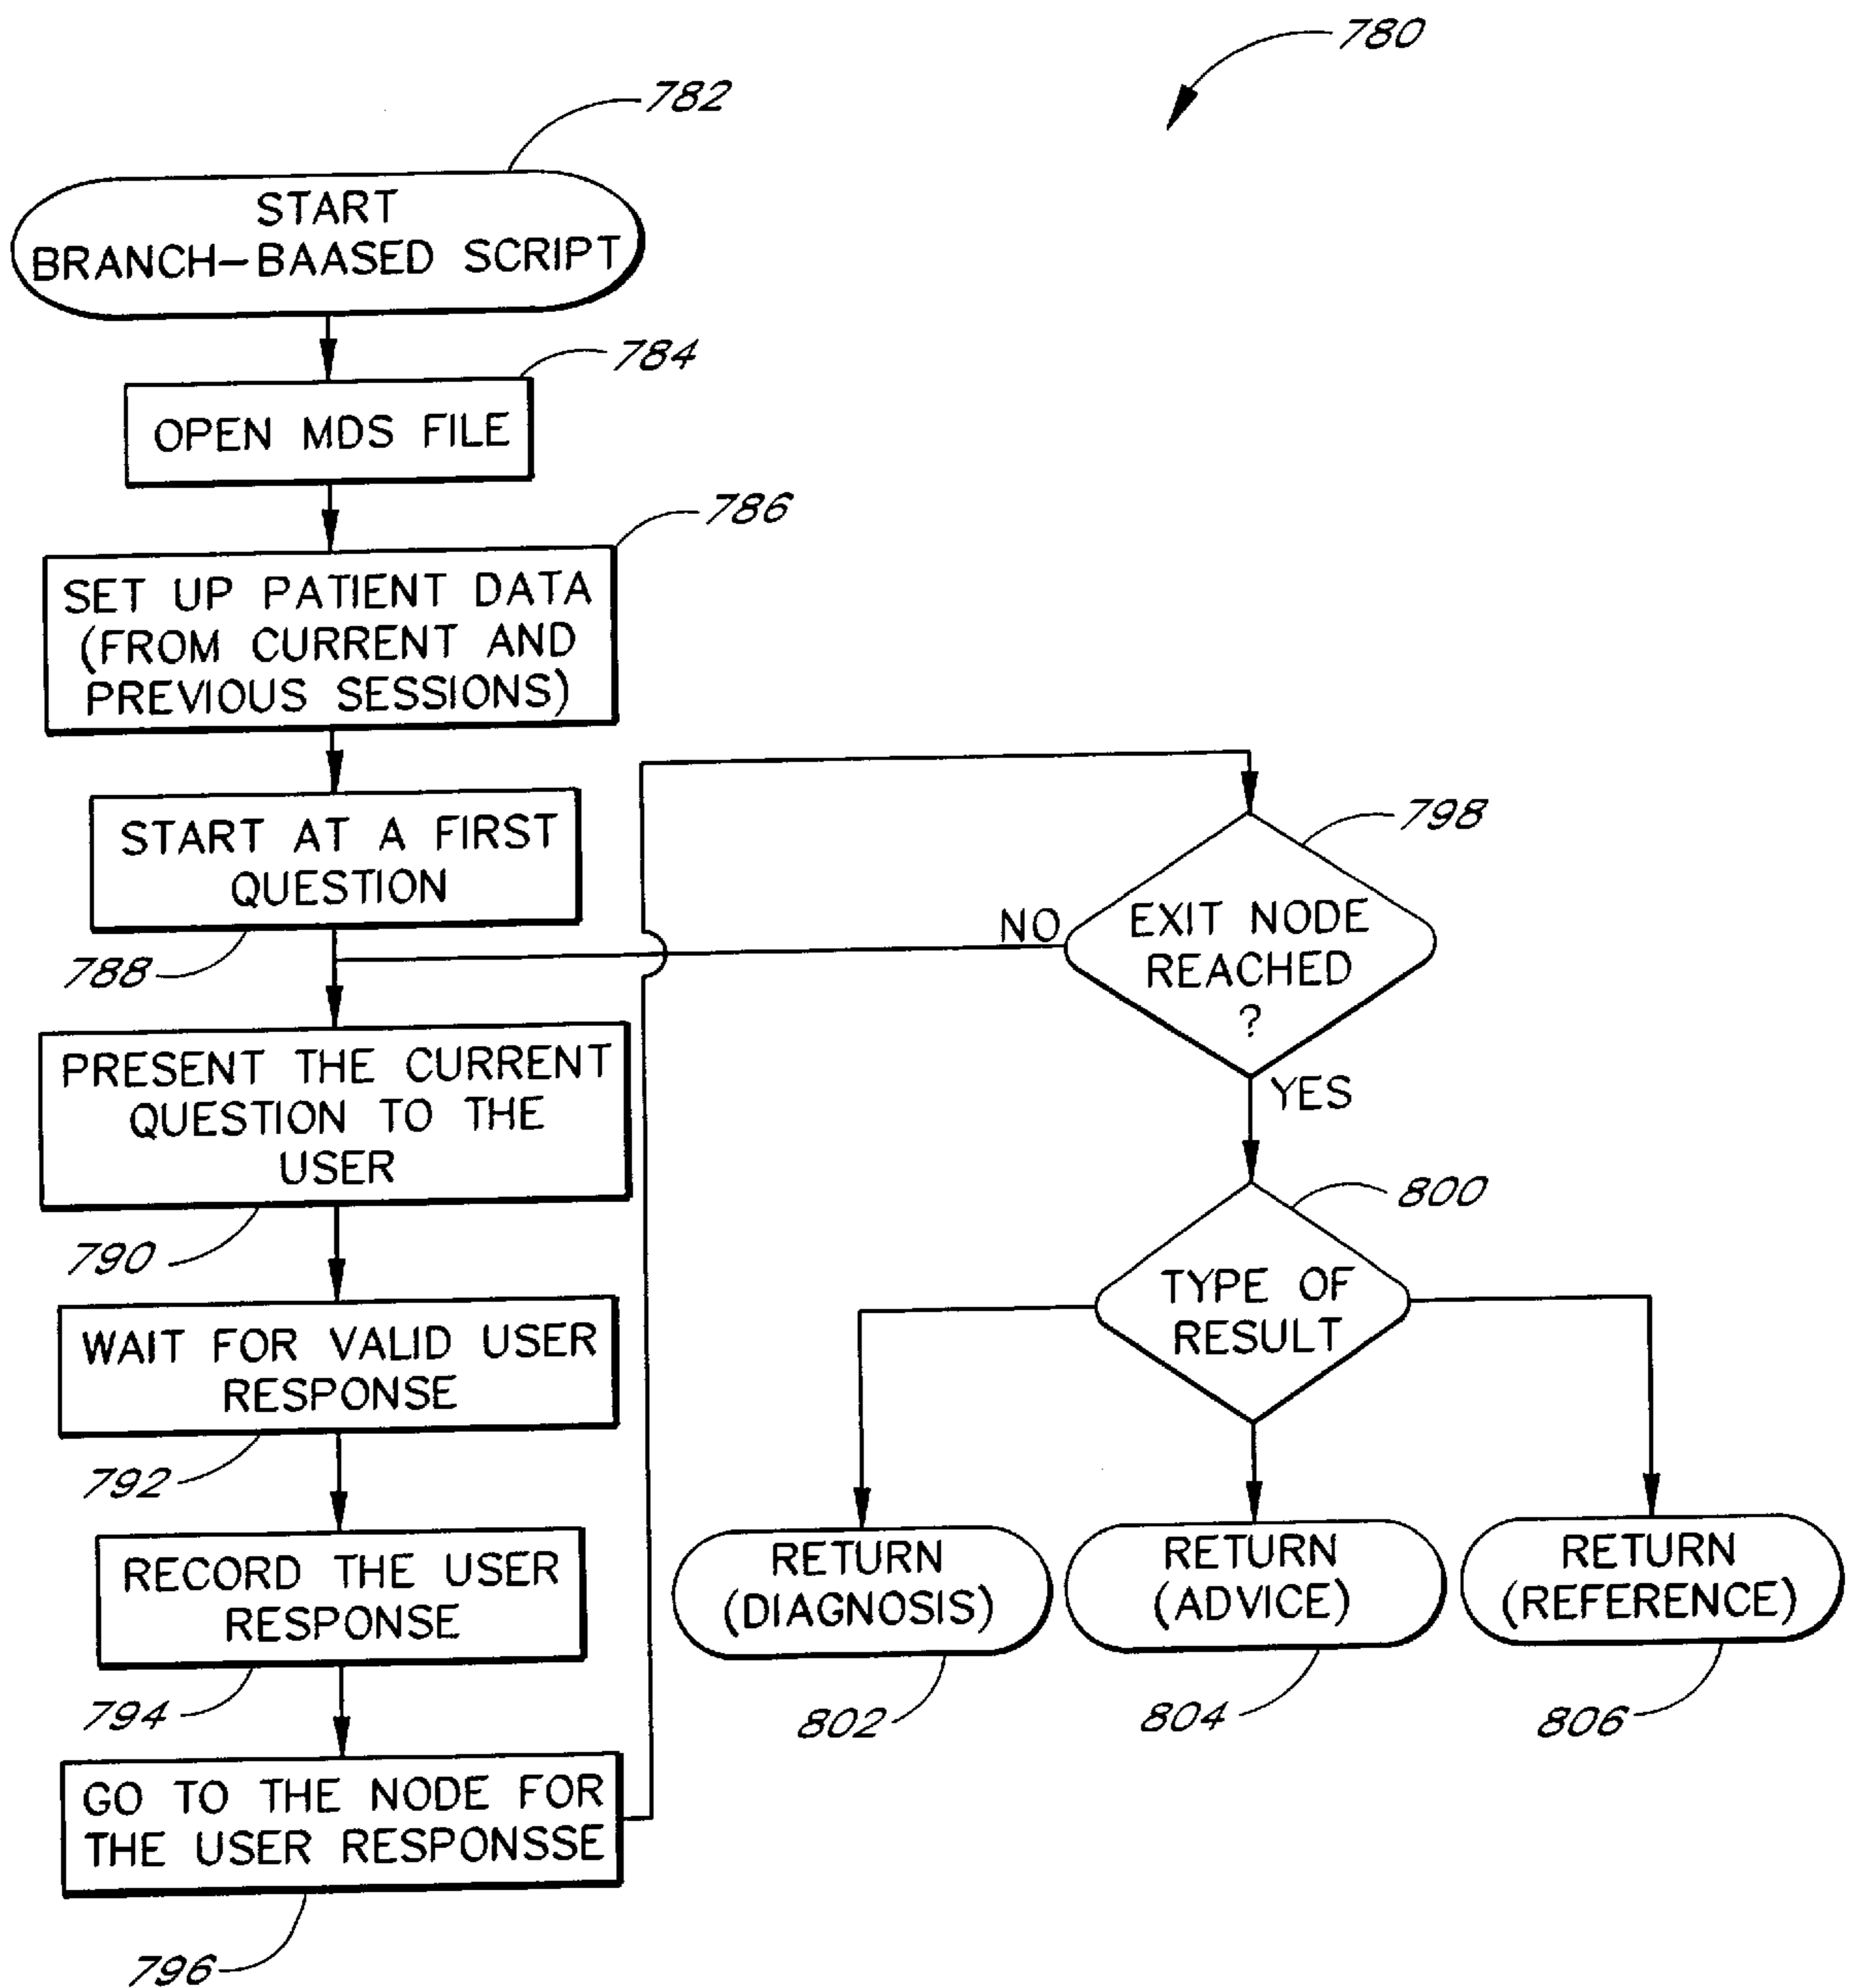 780
782
START
BRANCH-BAASED SCRIPT
784
OPEN MDS FILE
786
SET UP PATIENT DATA
(FROM CURRENT AND
PREVIOUS SESSIONS)
START AT A FIRST
QUESTION
788
PRESENT THE CURRENT
QUESTION TO THE
USER
790
WAIT FOR VALID USER
RESPONSE
792
RECORD THE USER
RESPONSE
794
GO TO THE NODE FOR
THE USER RESPONSSE
796
798
NO
EXIT NODE
REACHED
?
YES
800
TYPE OF
RESULT
RETURN
(DIAGNOSIS)
802
RETURN
(ADVICE)
804
RETURN
(REFERENCE)
806